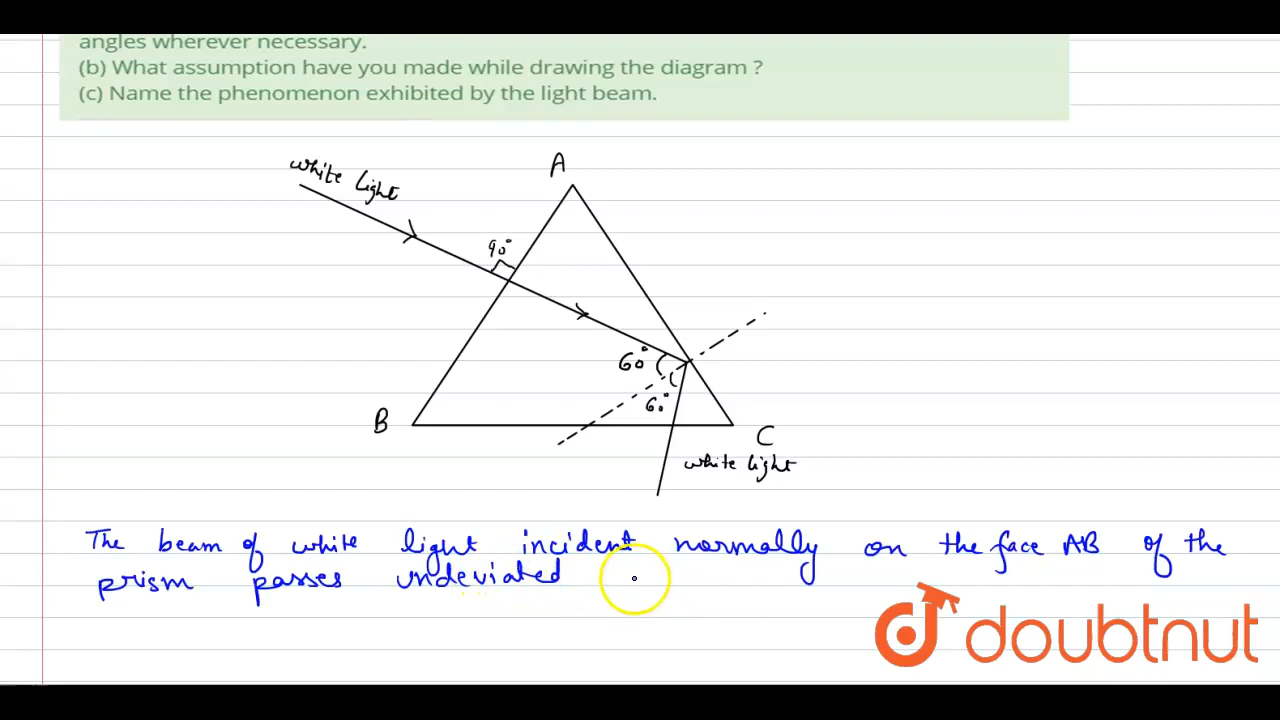 angles wherever necessary.
(b) What assumption have you made while drawing the diagram ?
(c) Name the phenomenon exhibited by the light beam.
A
white light
90°
60°
60°
B
C
white light
The beam of white light incident normally on the face AB of the
prism passes undeviated
doubtnut